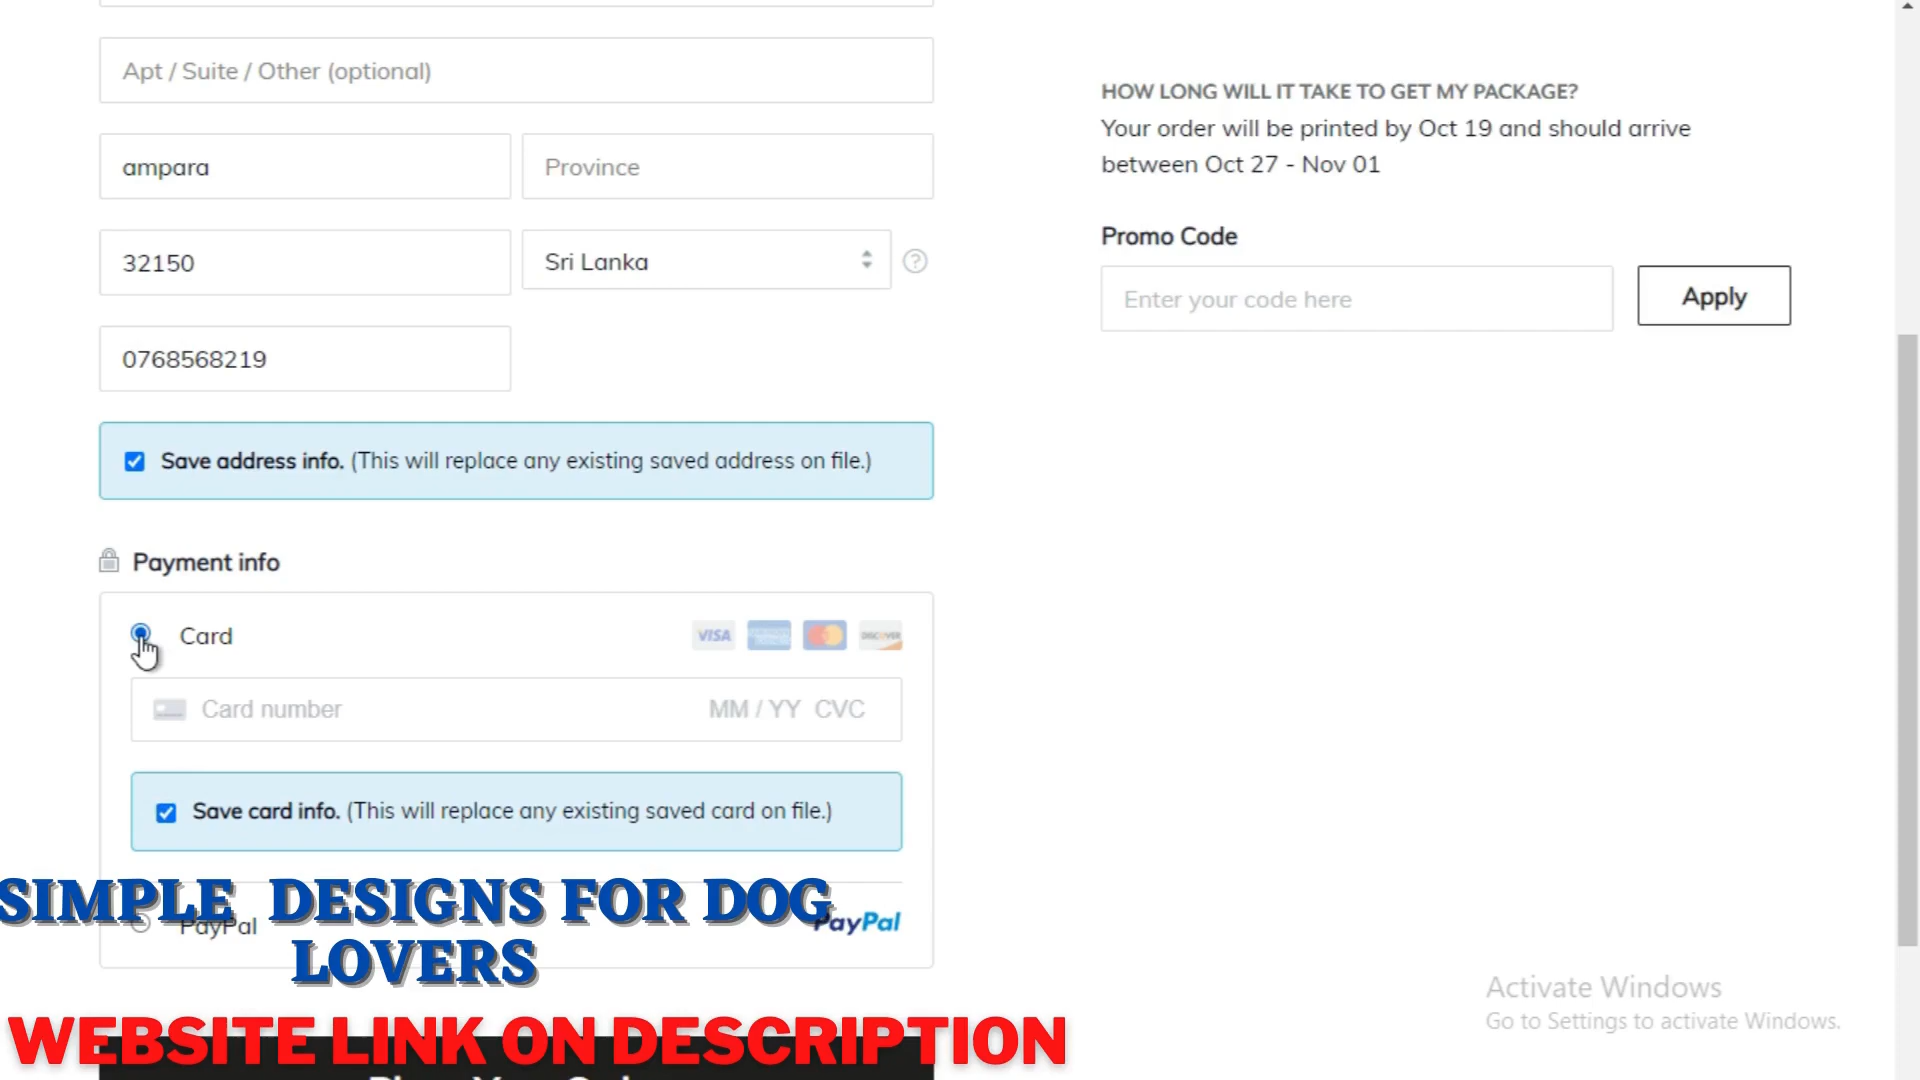 Apt / Suite / Other (optional)
ampara
Province
32150
Sri Lanka
?
0768568219
Save address info. (This will replace any existing saved address on file.)
Payment info
Card
VISA
DISCOVER
Card number
MM / YY CVC
Save card info. (This will replace any existing saved card on file.)
PayPal
PayPal
SIMPLE DESIGNS FOR DOG
LOVERS
WEBSITE LINK ON DESCRIPTION
HOW LONG WILL IT TAKE TO GET MY PACKAGE?
Your order will be printed by Oct 19 and should arrive
between Oct 27 - Nov 01
Promo Code
Enter your code here
Apply
Activate Windows
Go to Settings to activate Windows.